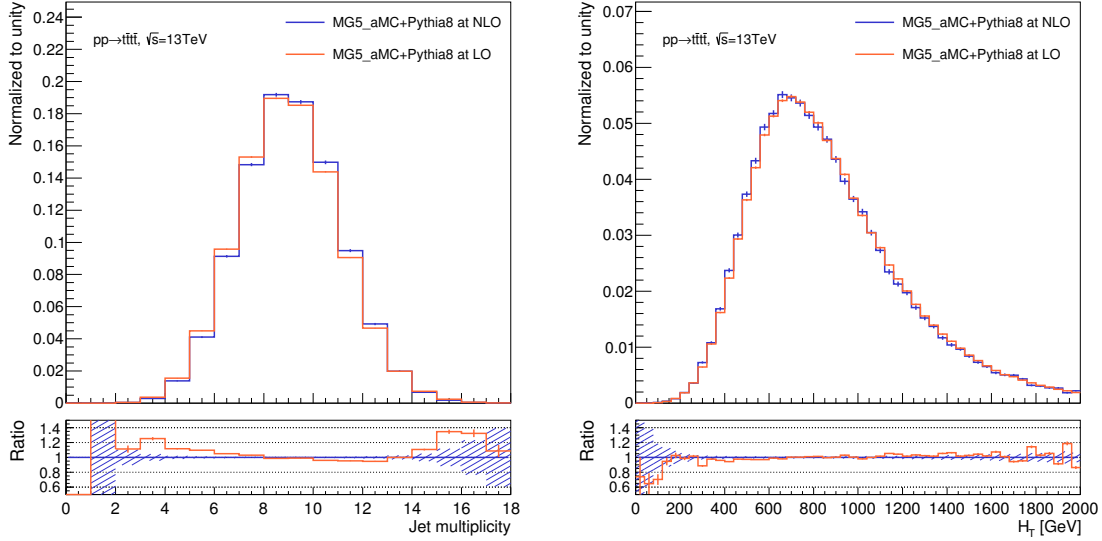 Normalized to unity
0.24
0.22
0.2
0.18
0.16
0.14
0.12
0.1
0.08
0.06
0.04
0.02
0
pp→tt̄tt̄, √s=13TeV
MG5_aMC+Pythia8 at NLO
MG5_aMC+Pythia8 at LO
Ratio
1.4
1.2
1
0.8
0.6
0 2 4 6 8 10 12 14 16 18
Jet multiplicity
Normalized to unity
0.07
0.06
0.05
0.04
0.03
0.02
0.01
0
pp→tt̄tt̄, √s=13TeV
MG5_aMC+Pythia8 at NLO
MG5_aMC+Pythia8 at LO
Ratio
1.4
1.2
1
0.8
0.6
0 200 400 600 800 1000 1200 1400 1600 1800 2000
H_T [GeV]